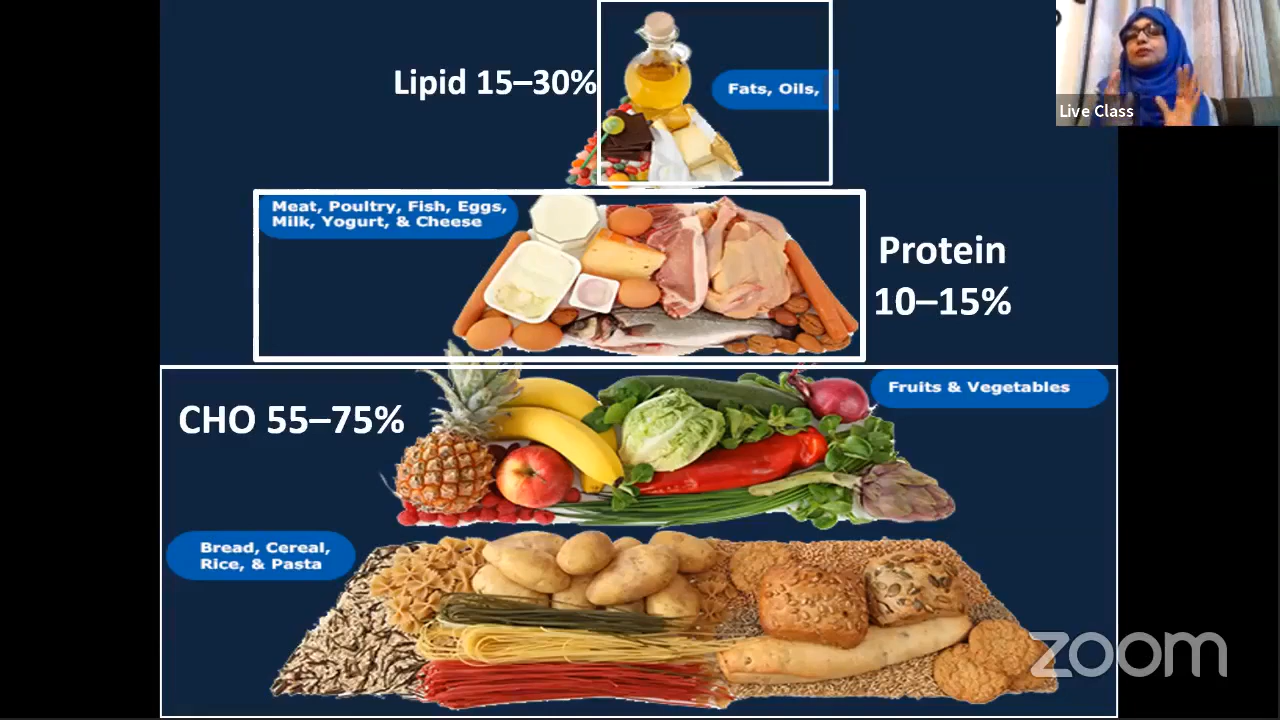 Lipid 15–30%
Fats, Oils,
Live Class
Meat, Poultry, Fish, Eggs,
Milk, Yogurt, & Cheese
Protein
10–15%
Fruits & Vegetables
CHO 55–75%
Bread, Cereal,
Rice, & Pasta
zoom